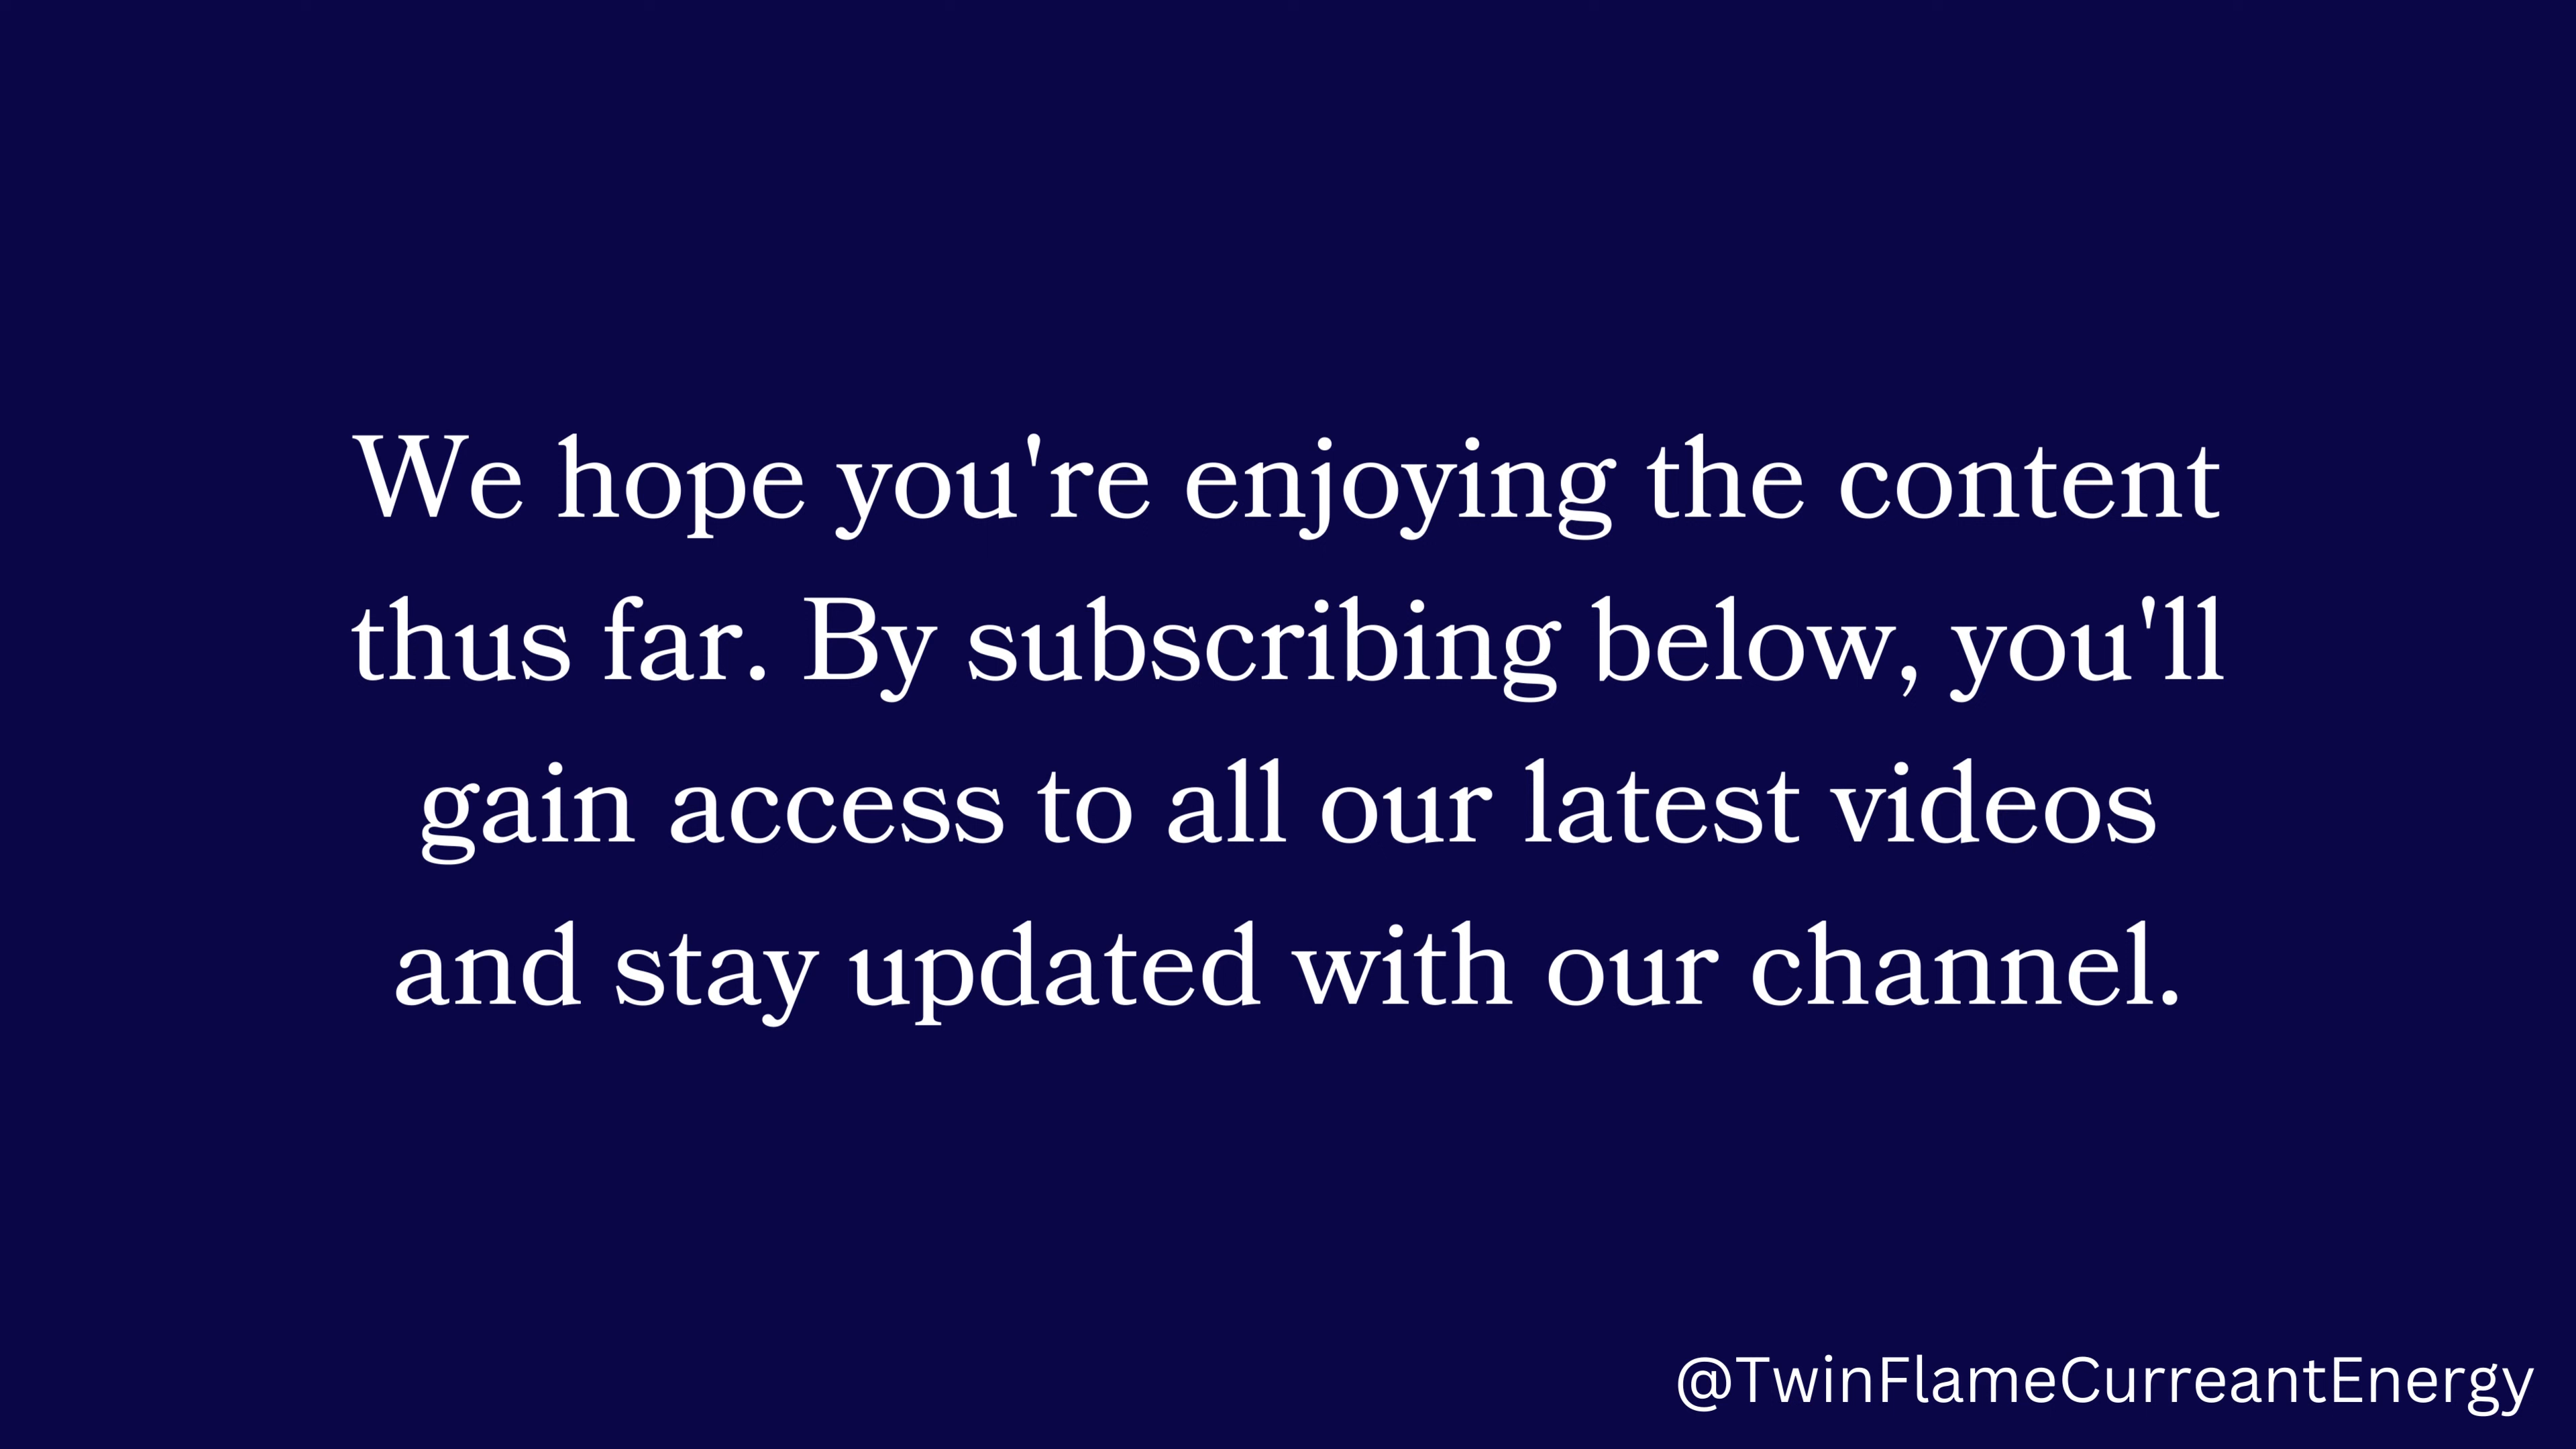 We hope you're enjoying the content
thus far. By subscribing below, you'll
gain access to all our latest videos
and stay updated with our channel.
@TwinFlameCurreantEnergy